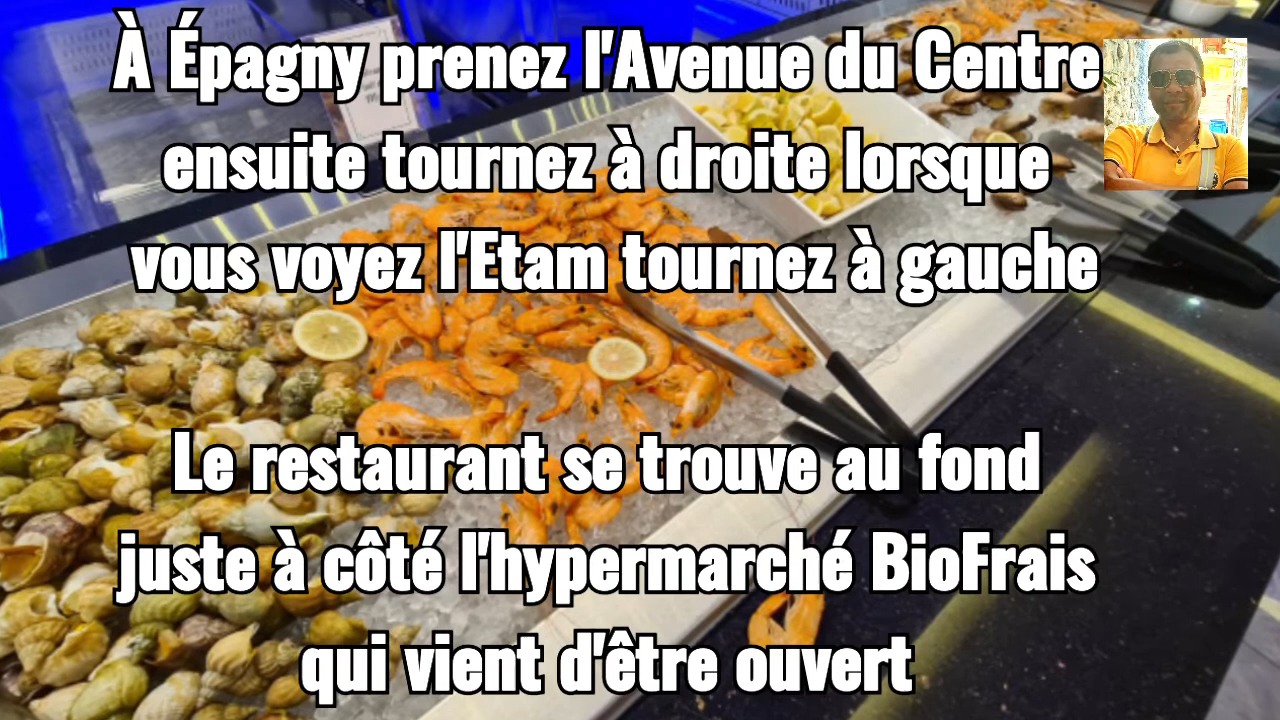 À Épagny prenez l'Avenue du Centre
ensuite tournez à droite lorsque
vous voyez l'Etam tournez à gauche
Le restaurant se trouve au fond
juste à côté l'hypermarché BioFrais
qui vient d'être ouvert